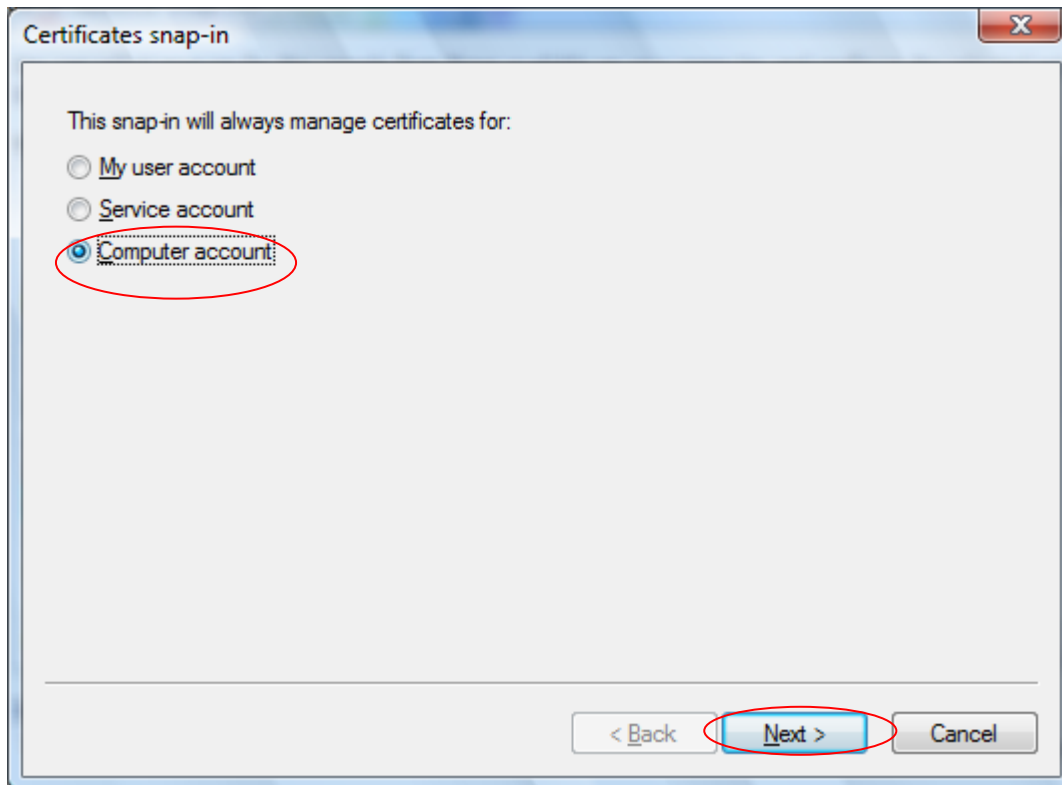 Certificates snap-in
This snap-in will always manage certificates for:
My user account
Service account
Computer account
< Back
Next >
Cancel